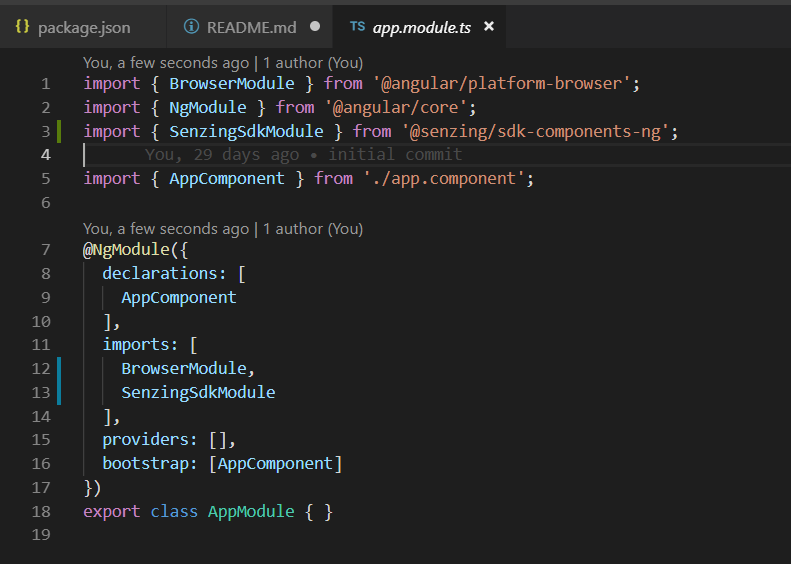 {} package.json README.md ● TS app.module.ts ×
You, a few seconds ago | 1 author (You)
1 import { BrowserModule } from '@angular/platform-browser';
2 import { NgModule } from '@angular/core';
3 import { SenzingSdkModule } from '@senzing/sdk-components-ng';
4 You, 29 days ago • initial commit
5 import { AppComponent } from './app.component';
6
You, a few seconds ago | 1 author (You)
7 @NgModule({
8   declarations: [
9     AppComponent
10   ],
11   imports: [
12     BrowserModule,
13     SenzingSdkModule
14   ],
15   providers: [],
16   bootstrap: [AppComponent]
17 })
18 export class AppModule { }
19